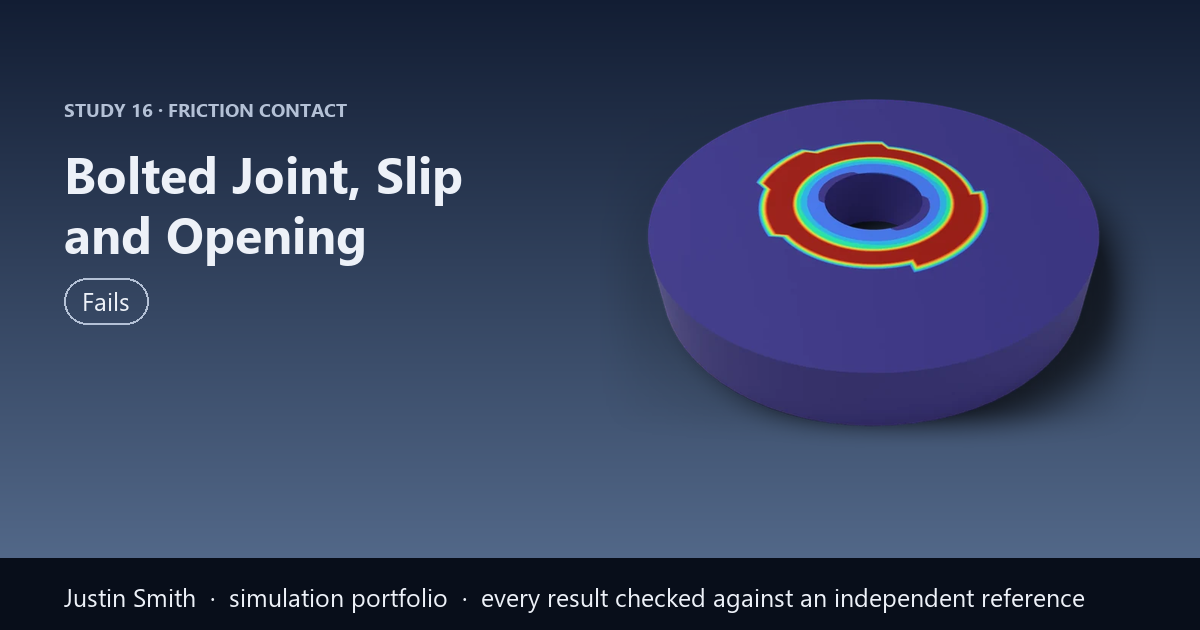 STUDY 16 · FRICTION CONTACT
Bolted Joint, Slip
and Opening
Fails
Justin Smith · simulation portfolio · every result checked against an independent reference